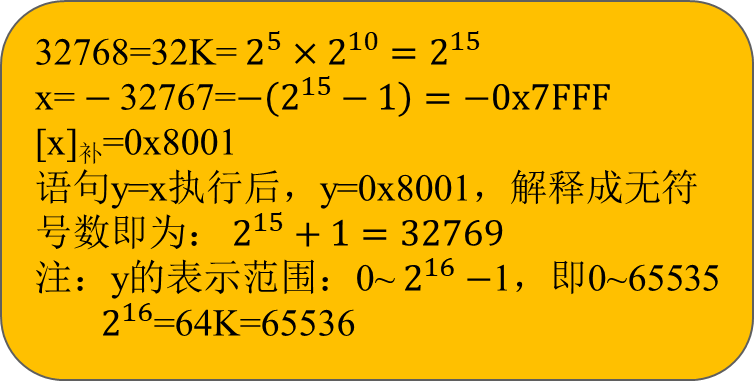 32768=32K= 2⁵ × 2¹⁰ = 2¹⁵
x= − 32767=−(2¹⁵ − 1) = −0x7FFF
[x]补=0x8001
语句y=x执行后，y=0x8001，解释成无符
号数即为： 2¹⁵ + 1 = 32769
注：y的表示范围：0~ 2¹⁶ −1，即0~65535
2¹⁶=64K=65536